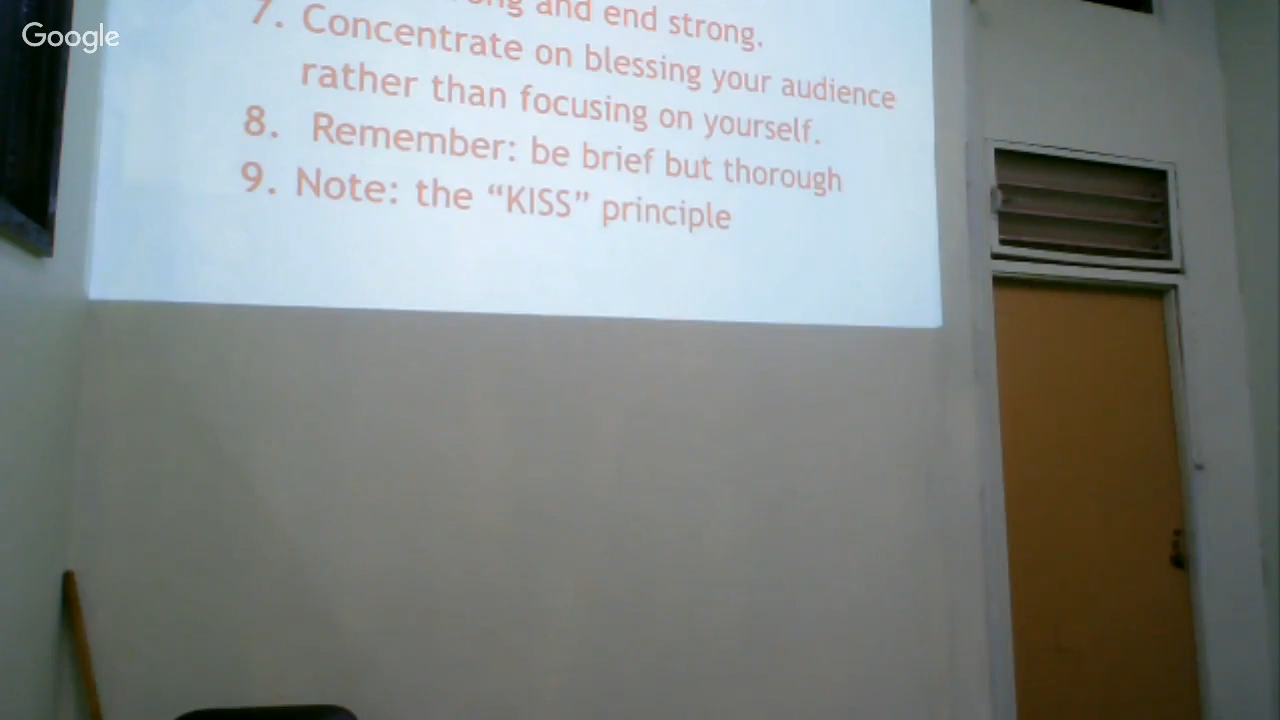 Google
and end strong.
7. Concentrate on blessing your audience
rather than focusing on yourself.
8. Remember: be brief but thorough
9. Note: the “KISS” principle